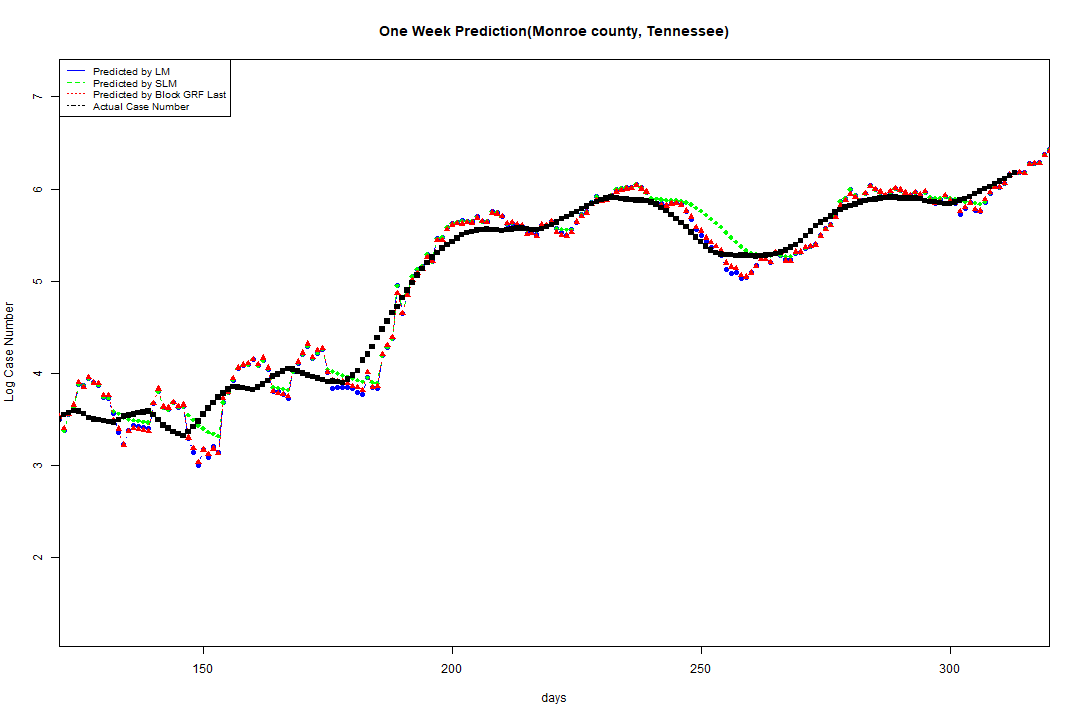 One Week Prediction(Monroe county, Tennessee)
Predicted by LM
Predicted by SLM
Predicted by Block GRF Last
Actual Case Number
7
6
5
4
3
2
Log Case Number
150 200 250 300
days